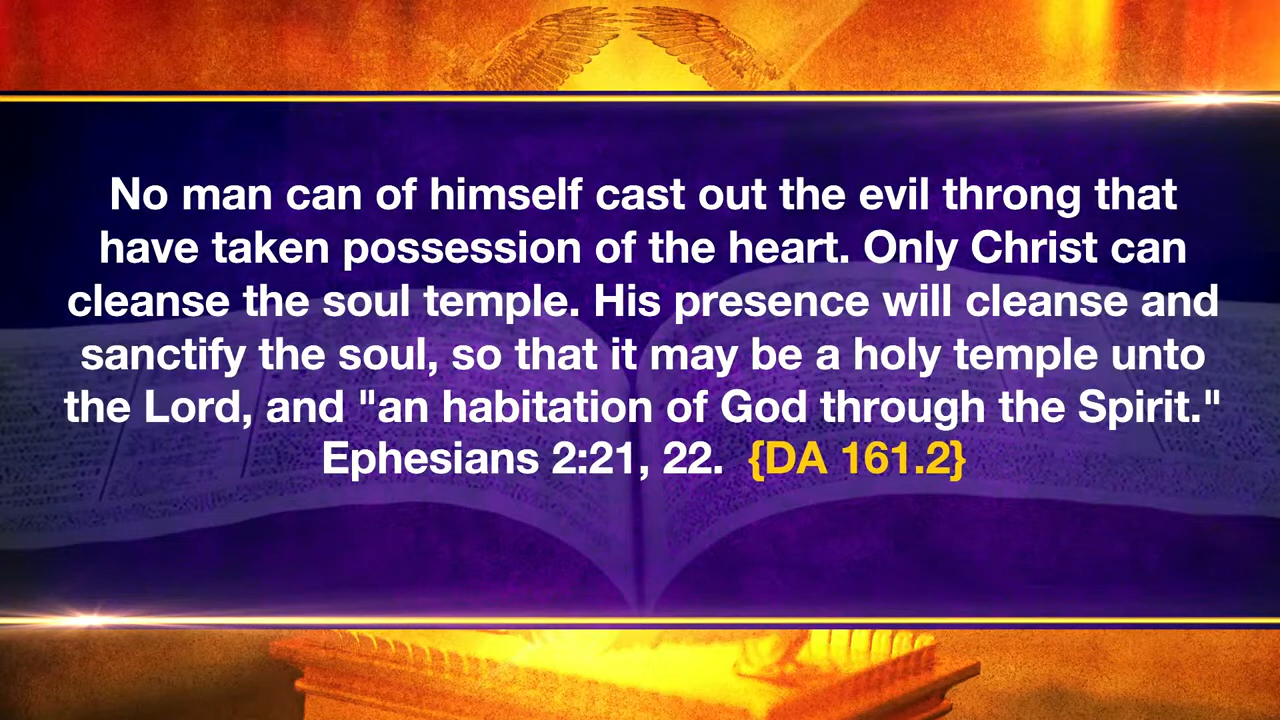 No man can of himself cast out the evil throng that
have taken possession of the heart. Only Christ can
cleanse the soul temple. His presence will cleanse and
sanctify the soul, so that it may be a holy temple unto
the Lord, and "an habitation of God through the Spirit."
Ephesians 2:21, 22.  {DA 161.2}